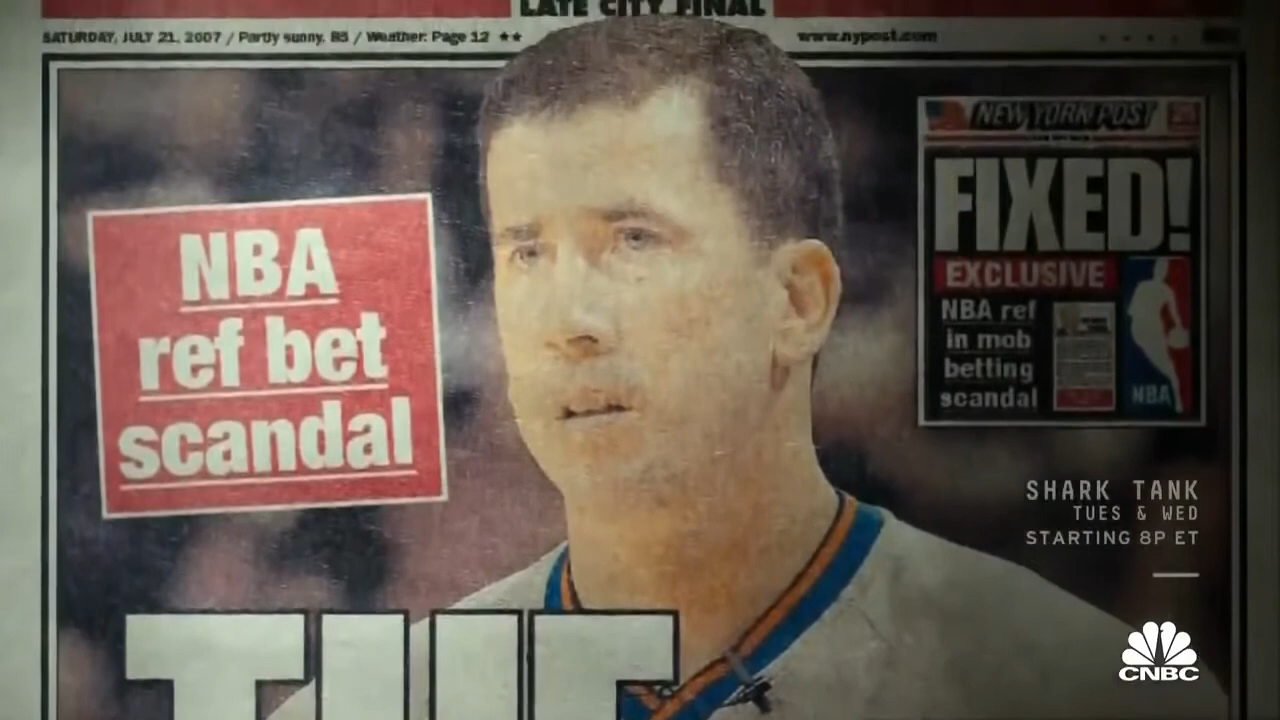 LATE CITY FINAL
SATURDAY, JULY 21, 2007 / Partly sunny, 85 / Weather: Page 12 ★★
www.nypost.com
NEW YORK POST
FIXED!
EXCLUSIVE
NBA ref
in mob
betting
scandal
NBA
NBA
ref bet
scandal
SHARK TANK
TUES & WED
STARTING 8P ET
CNBC